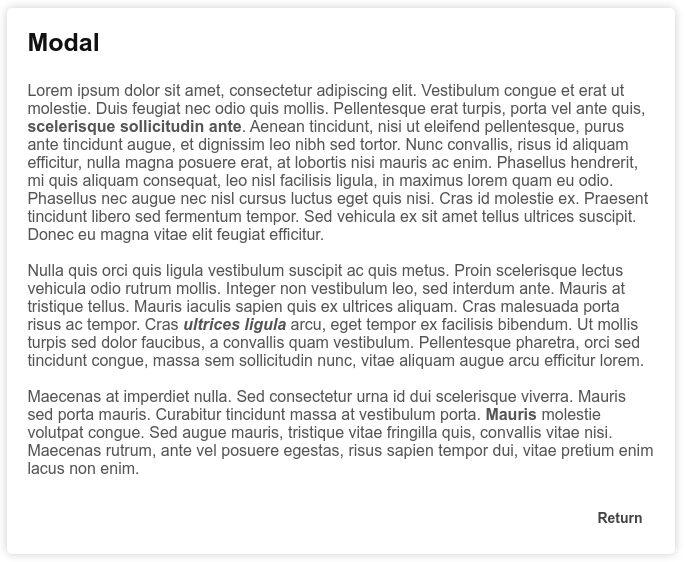 Modal
Lorem ipsum dolor sit amet, consectetur adipiscing elit. Vestibulum congue et erat ut
molestie. Duis feugiat nec odio quis mollis. Pellentesque erat turpis, porta vel ante quis,
scelerisque sollicitudin ante. Aenean tincidunt, nisi ut eleifend pellentesque, purus
ante tincidunt augue, et dignissim leo nibh sed tortor. Nunc convallis, risus id aliquam
efficitur, nulla magna posuere erat, at lobortis nisi mauris ac enim. Phasellus hendrerit,
mi quis aliquam consequat, leo nisl facilisis ligula, in maximus lorem quam eu odio.
Phasellus nec augue nec nisl cursus luctus eget quis nisi. Cras id molestie ex. Praesent
tincidunt libero sed fermentum tempor. Sed vehicula ex sit amet tellus ultrices suscipit.
Donec eu magna vitae elit feugiat efficitur.
Nulla quis orci quis ligula vestibulum suscipit ac quis metus. Proin scelerisque lectus
vehicula odio rutrum mollis. Integer non vestibulum leo, sed interdum ante. Mauris at
tristique tellus. Mauris iaculis sapien quis ex ultrices aliquam. Cras malesuada porta
risus ac tempor. Cras ultrices ligula arcu, eget tempor ex facilisis bibendum. Ut mollis
turpis sed dolor faucibus, a convallis quam vestibulum. Pellentesque pharetra, orci sed
tincidunt congue, massa sem sollicitudin nunc, vitae aliquam augue arcu efficitur lorem.
Maecenas at imperdiet nulla. Sed consectetur urna id dui scelerisque viverra. Mauris
sed porta mauris. Curabitur tincidunt massa at vestibulum porta. Mauris molestie
volutpat congue. Sed augue mauris, tristique vitae fringilla quis, convallis vitae nisi.
Maecenas rutrum, ante vel posuere egestas, risus sapien tempor dui, vitae pretium enim
lacus non enim.
Return